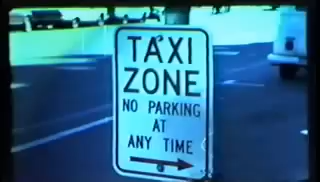 TAXI
ZONE
NO PARKING
AT
ANY TIME